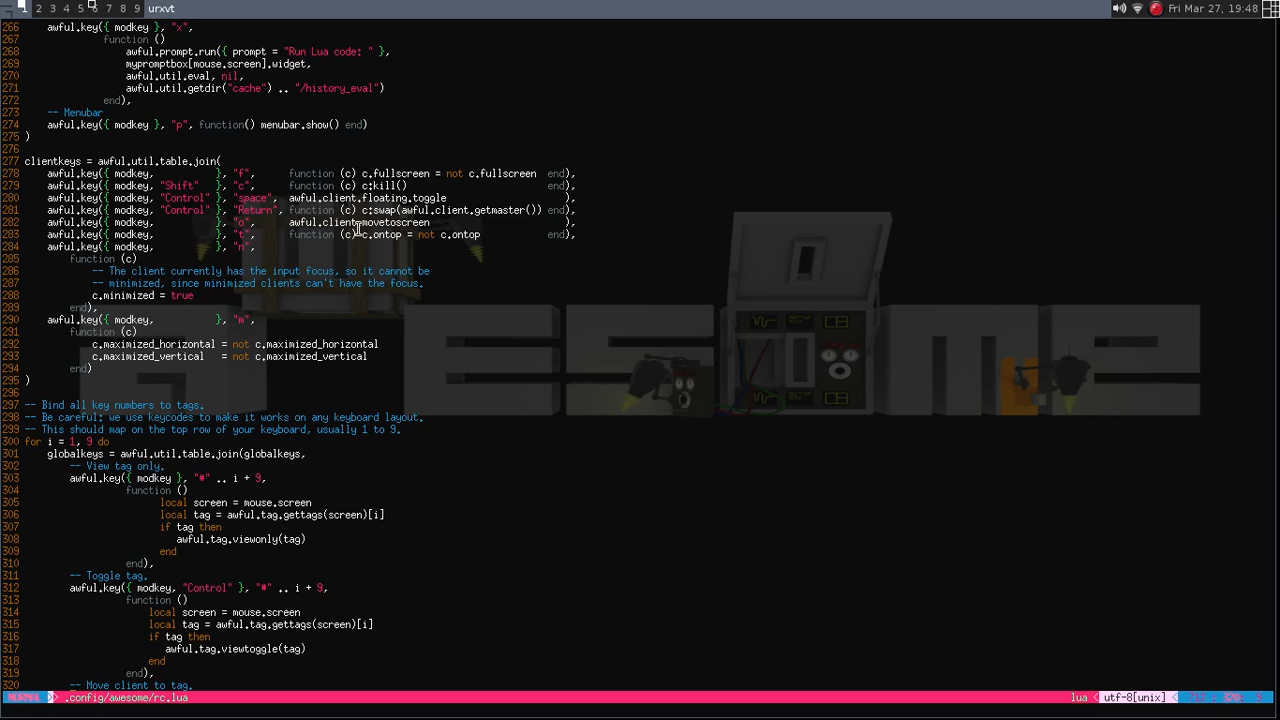 1 2 3 4 5 6 7 8 9 urxvt Fri Mar 27, 19:48
266 awful.key({ modkey }, "x",
267 function ()
268 awful.prompt.run({ prompt = "Run Lua code: " },
269 mypromptbox[mouse.screen].widget,
270 awful.util.eval, nil,
271 awful.util.getdir("cache") .. "/history_eval")
272 end),
273 -- Menubar
274 awful.key({ modkey }, "p", function() menubar.show() end)
275 )
276
277 clientkeys = awful.util.table.join(
278 awful.key({ modkey, }, "f", function (c) c.fullscreen = not c.fullscreen end),
279 awful.key({ modkey, "Shift" }, "c", function (c) c:kill() end),
280 awful.key({ modkey, "Control" }, "space", awful.client.floating.toggle ),
281 awful.key({ modkey, "Control" }, "Return", function (c) c:swap(awful.client.getmaster()) end),
282 awful.key({ modkey, }, "o", awful.client.movetoscreen ),
283 awful.key({ modkey, }, "t", function (c) c.ontop = not c.ontop end),
284 awful.key({ modkey, }, "n",
285 function (c)
286 -- The client currently has the input focus, so it cannot be
287 -- minimized, since minimized clients can't have the focus.
288 c.minimized = true
289 end),
290 awful.key({ modkey, }, "m",
291 function (c)
292 c.maximized_horizontal = not c.maximized_horizontal
293 c.maximized_vertical = not c.maximized_vertical
294 end)
295 )
296
297 -- Bind all key numbers to tags.
298 -- Be careful: we use keycodes to make it works on any keyboard layout.
299 -- This should map on the top row of your keyboard, usually 1 to 9.
300 for i = 1, 9 do
301 globalkeys = awful.util.table.join(globalkeys,
302 -- View tag only.
303 awful.key({ modkey }, "#" .. i + 9,
304 function ()
305 local screen = mouse.screen
306 local tag = awful.tag.gettags(screen)[i]
307 if tag then
308 awful.tag.viewonly(tag)
309 end
310 end),
311 -- Toggle tag.
312 awful.key({ modkey, "Control" }, "#" .. i + 9,
313 function ()
314 local screen = mouse.screen
315 local tag = awful.tag.gettags(screen)[i]
316 if tag then
317 awful.tag.viewtoggle(tag)
318 end
319 end),
320 -- Move client to tag.
NORMAL .config/awesome/rc.lua lua utf-8[unix]